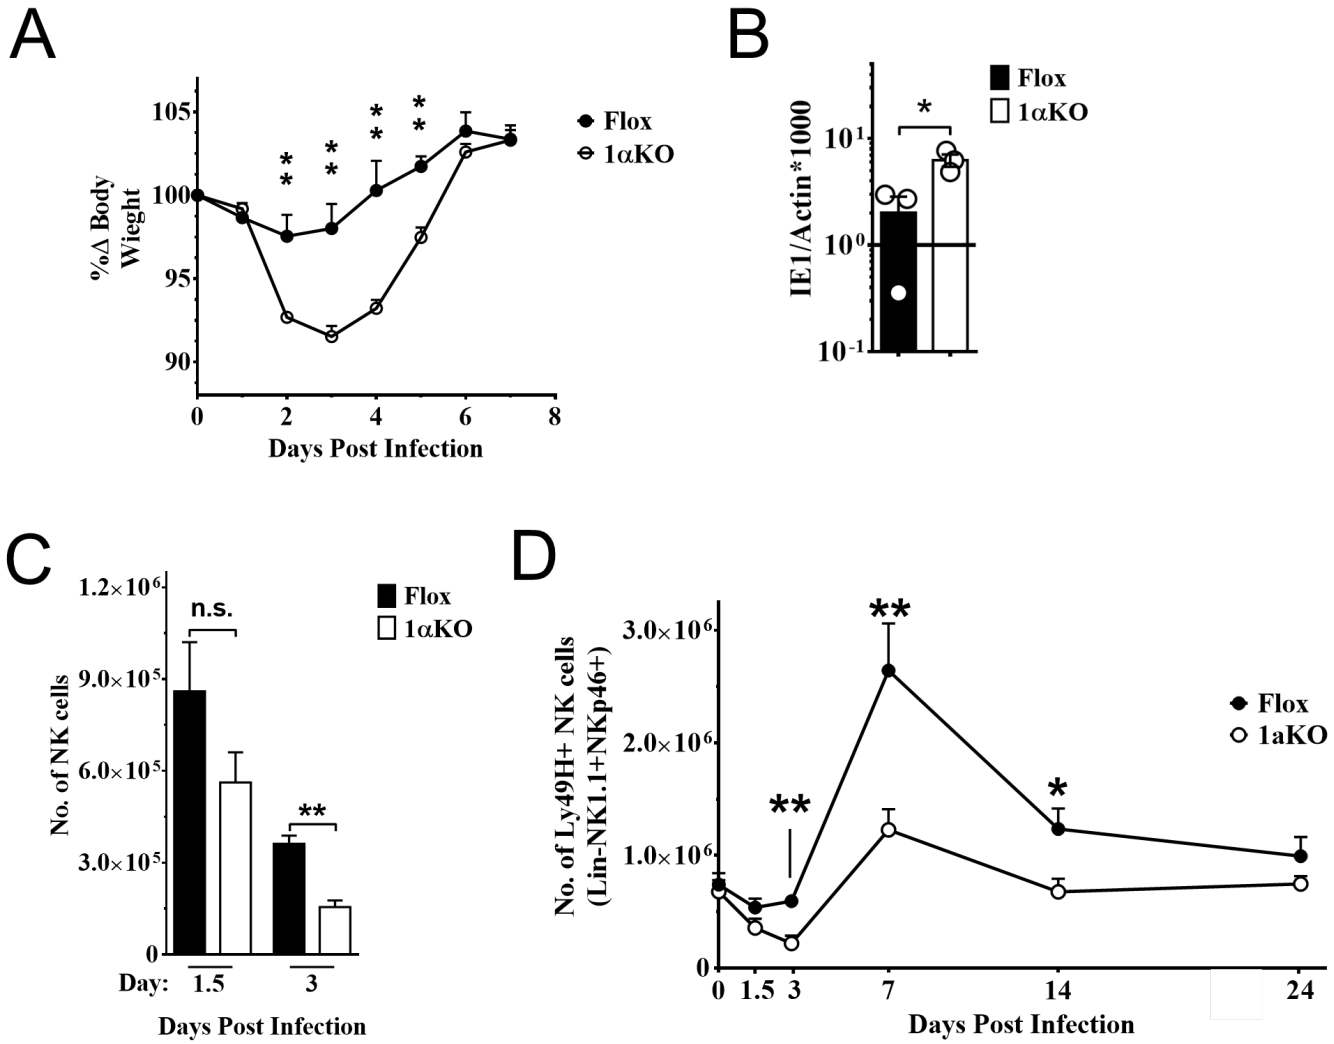 A
105
100
95
90
%Δ Body
Wieght
* *
* *
* *
* *
Flox
1αKO
0 2 4 6 8
Days Post Infection
B
IE1/Actin*1000
10¹
10⁰
10⁻¹
*
Flox
1αKO
C
No. of NK cells
1.2×10⁶
9.0×10⁵
6.0×10⁵
3.0×10⁵
0
n.s.
**
Flox
1αKO
Day: 1.5 3
Days Post Infection
D
No. of Ly49H+ NK cells
(Lin-NK1.1+NKp46+)
3.0×10⁶
2.0×10⁶
1.0×10⁶
0
**
**
*
Flox
1aKO
0 1.5 3 7 14 24
Days Post Infection